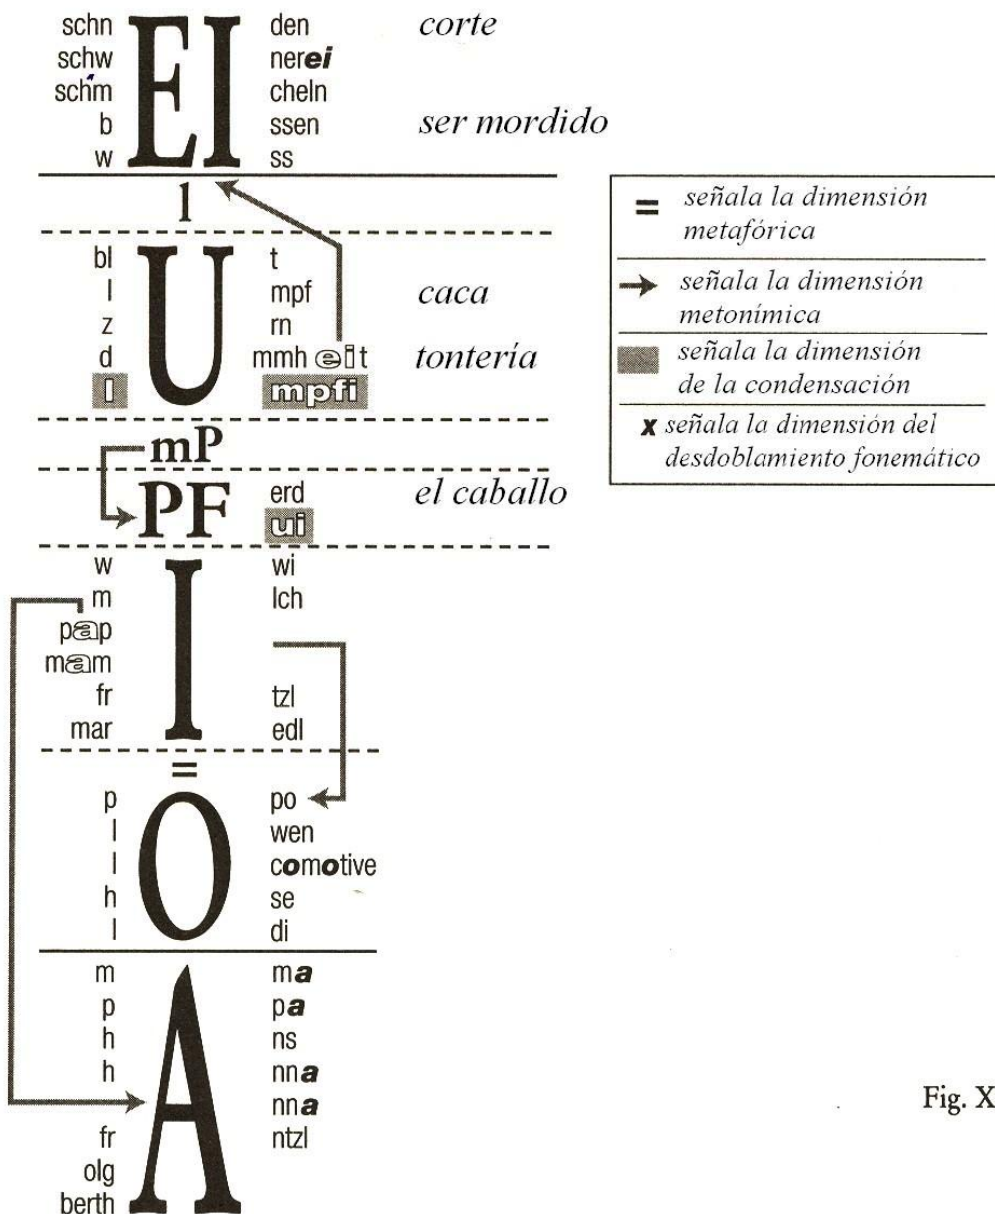 schn EI den corte
schw nerei
schm cheln
b ssen ser mordido
w ss
l
bl U t
l mpf caca
z rn
d mmh eit tontería
l mpfi
mP
PF erd el caballo
ui
w I wi
m lch
pap
mam
fr tzl
mar edl
=
p O po
l wen
l comotive
h se
l di
m A ma
p pa
h ns
h nna
nna
fr ntzl
olg
berth
= señala la dimensión
metafórica
→ señala la dimensión
metonímica
señala la dimensión
de la condensación
x señala la dimensión del
desdoblamiento fonemático
Fig. X